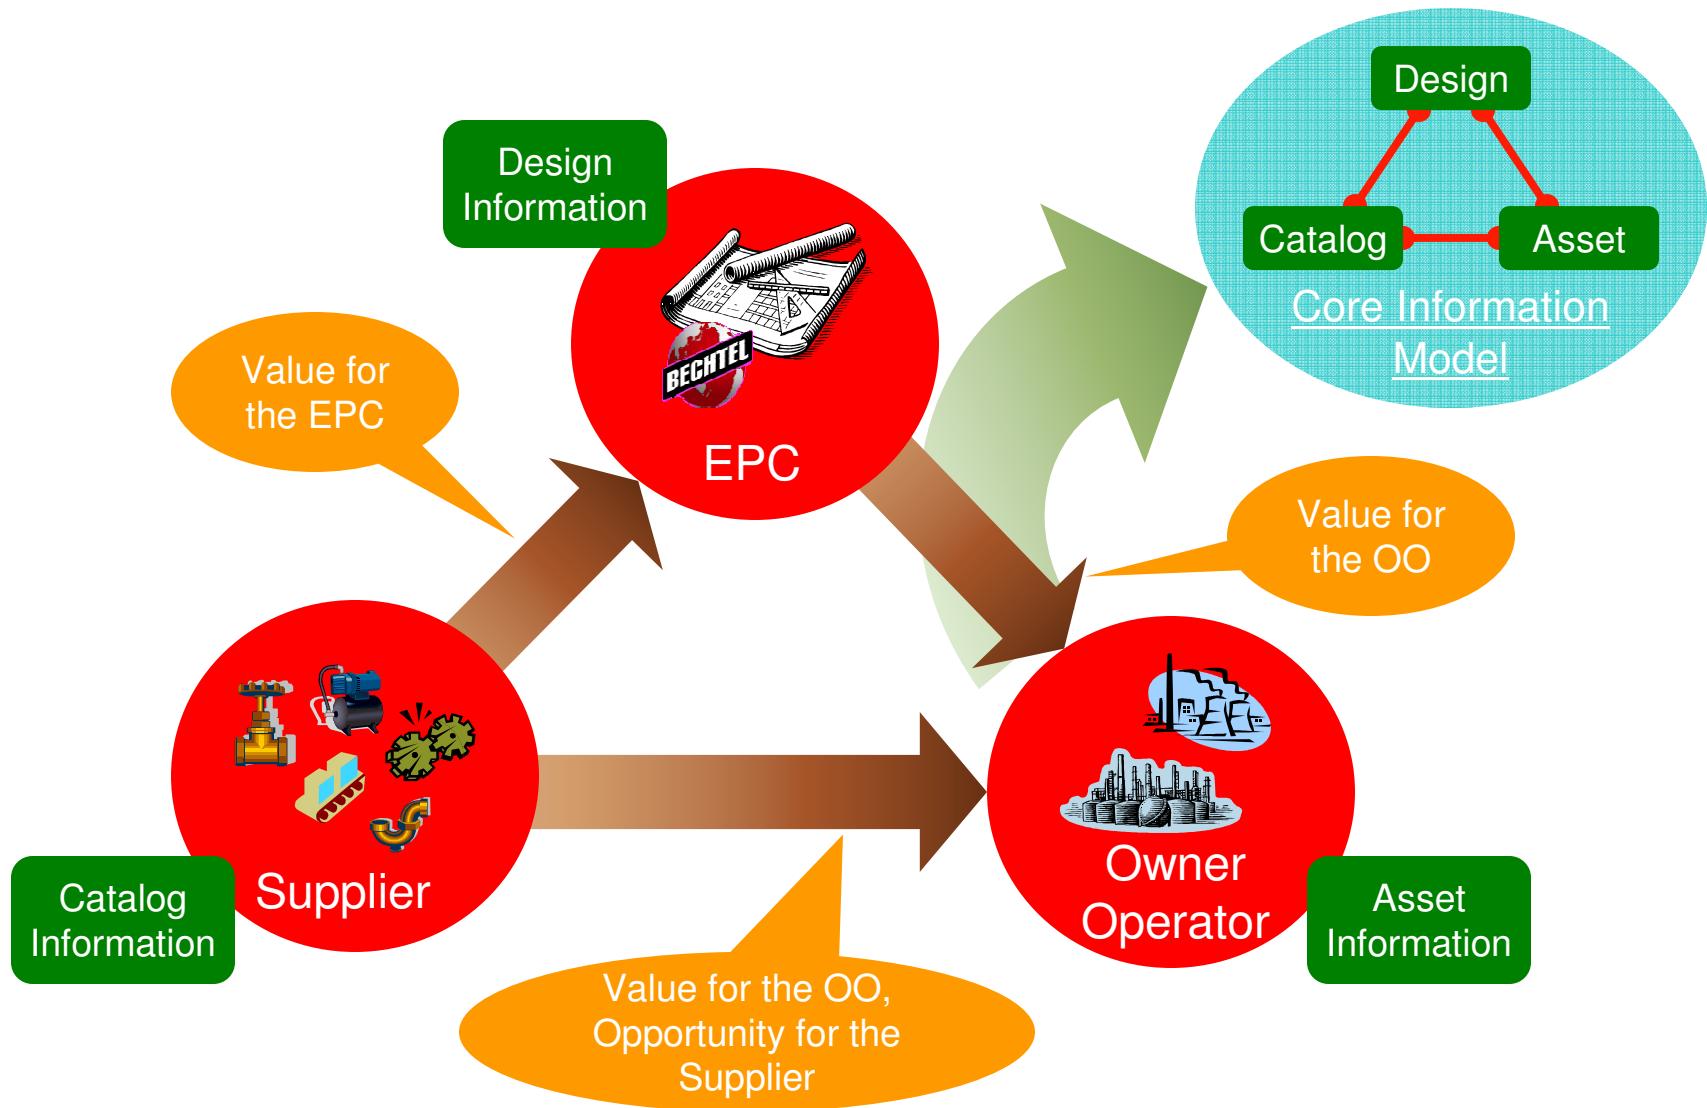 Design
Catalog
Asset
Core Information
Model
Design
Information
BECHTEL
EPC
Value for
the EPC
Value for
the OO
Supplier
Catalog
Information
Owner
Operator
Asset
Information
Value for the OO,
Opportunity for the
Supplier